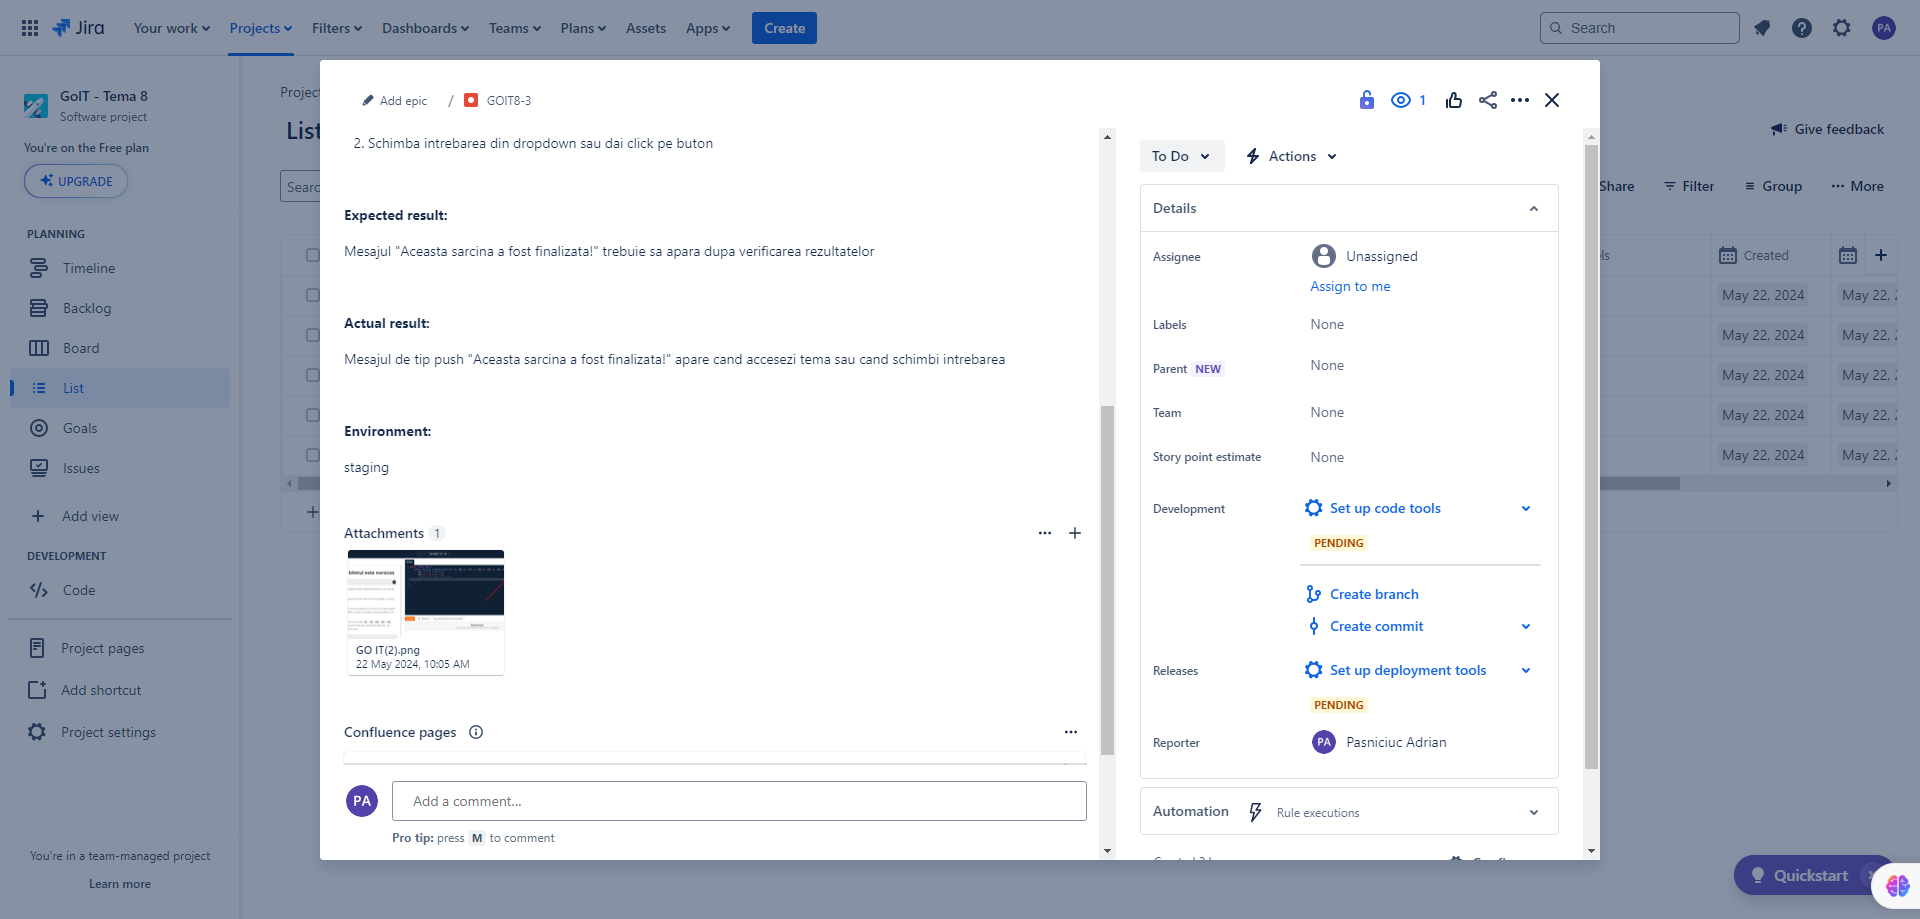 Jira
Your work
Projects
Filters
Dashboards
Teams
Plans
Assets
Apps
Create
Search
PA
GoIT - Tema 8
Software project
You're on the Free plan
UPGRADE
PLANNING
Timeline
Backlog
Board
List
Goals
Issues
Add view
DEVELOPMENT
Code
Project pages
Add shortcut
Project settings
You're in a team-managed project
Learn more
Projec
List
Searc
Give feedback
Share
Filter
Group
More
Created
May 22, 2024
May 22, 2
May 22, 2024
May 22, 2
May 22, 2024
May 22, 2
May 22, 2024
May 22, 2
May 22, 2024
May 22, 2
Add epic / GOIT8-3
1
2. Schimba intrebarea din dropdown sau dai click pe buton
Expected result:
Mesajul "Aceasta sarcina a fost finalizata!" trebuie sa apara dupa verificarea rezultatelor
Actual result:
Mesajul de tip push "Aceasta sarcina a fost finalizata!" apare cand accesezi tema sau cand schimbi intrebarea
Environment:
staging
Attachments 1
biletul este norocos
GO IT(2).png
22 May 2024, 10:05 AM
Confluence pages
PA
Add a comment...
Pro tip: press M to comment
To Do
Actions
Details
Assignee
Unassigned
Assign to me
Labels
None
Parent NEW
None
Team
None
Story point estimate
None
Development
Set up code tools
PENDING
Create branch
Create commit
Releases
Set up deployment tools
PENDING
Reporter
PA
Pasniciuc Adrian
Automation
Rule executions
Quickstart